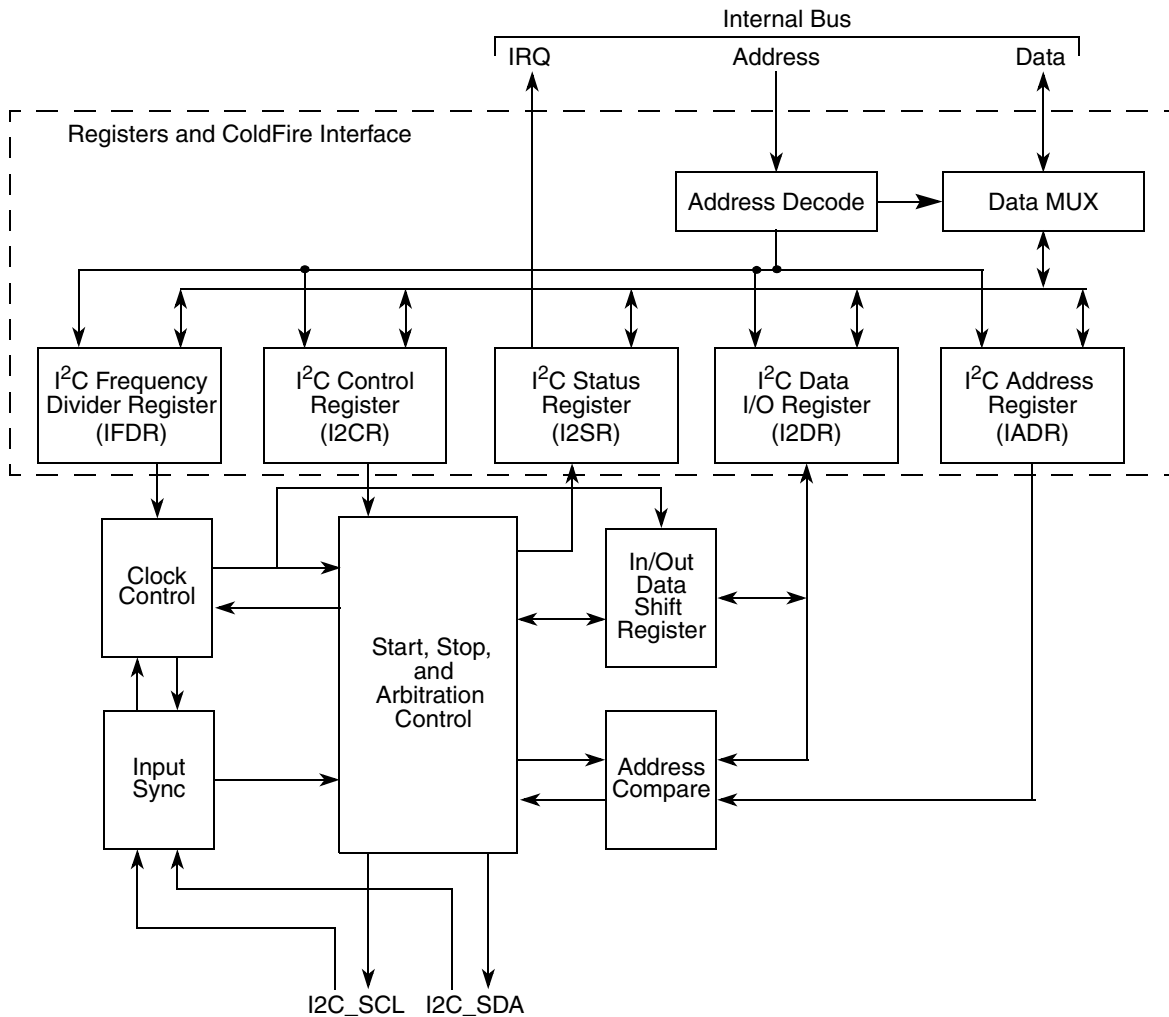 Internal Bus
IRQ
Address
Data
Registers and ColdFire Interface
Address Decode
Data MUX
I²C Frequency
Divider Register
(IFDR)
I²C Control
Register
(I2CR)
I²C Status
Register
(I2SR)
I²C Data
I/O Register
(I2DR)
I²C Address
Register
(IADR)
Clock
Control
Start, Stop,
and
Arbitration
Control
In/Out
Data
Shift
Register
Input
Sync
Address
Compare
I2C_SCL
I2C_SDA